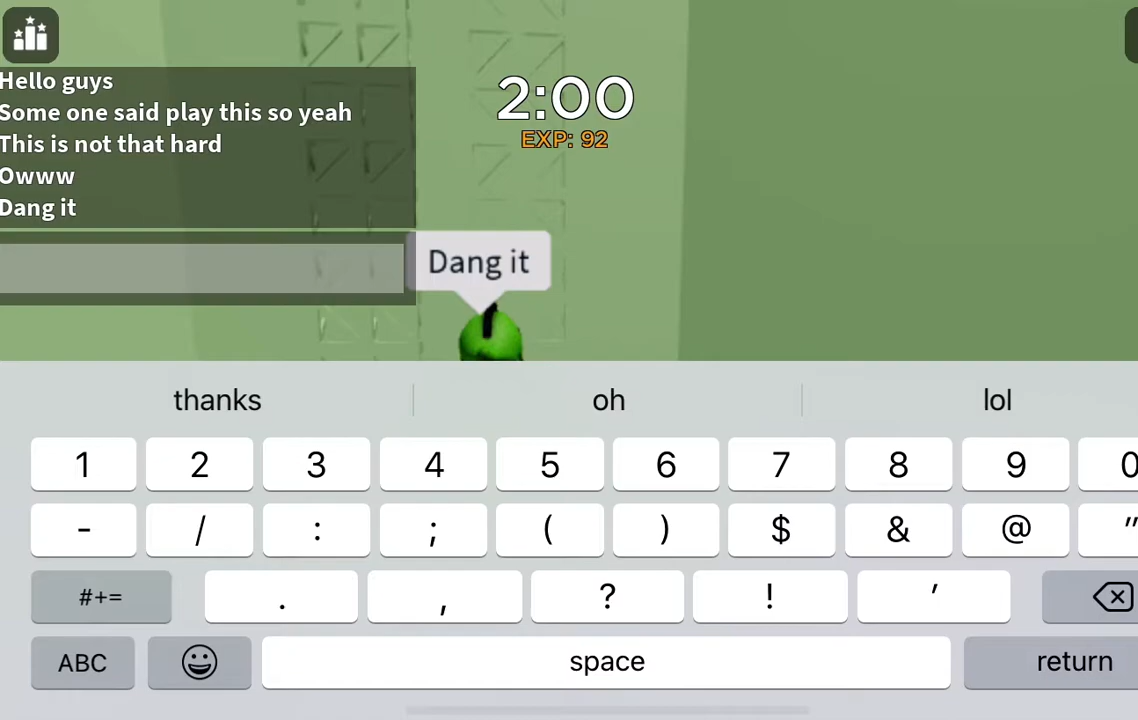 Hello guys
Some one said play this so yeah
This is not that hard
Owww
Dang it
2:00
EXP: 92
Dang it
thanks oh lol
1 2 3 4 5 6 7 8 9 0
- / : ; ( ) $ & @ "
#+= . , ? ! ’
ABC space return